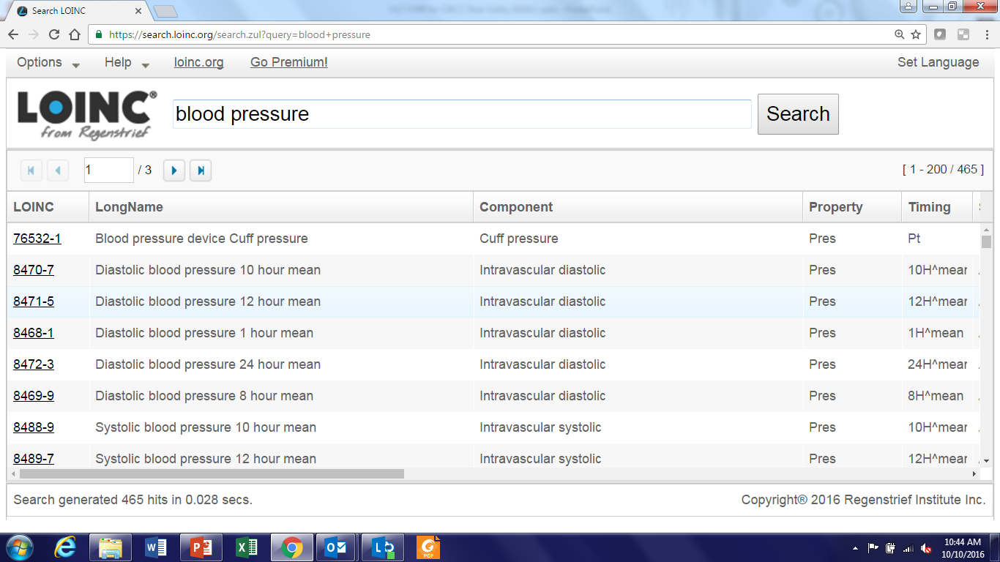 Search LOINC
https://search.loinc.org/search.zul?query=blood+pressure
Options Help loinc.org Go Premium! Set Language
LOINC®
from Regenstrief
blood pressure Search
1 / 3 [ 1 - 200 / 465 ]
LOINC LongName Component Property Timing
76532-1 Blood pressure device Cuff pressure Cuff pressure Pres Pt
8470-7 Diastolic blood pressure 10 hour mean Intravascular diastolic Pres 10H^mean
8471-5 Diastolic blood pressure 12 hour mean Intravascular diastolic Pres 12H^mean
8468-1 Diastolic blood pressure 1 hour mean Intravascular diastolic Pres 1H^mean
8472-3 Diastolic blood pressure 24 hour mean Intravascular diastolic Pres 24H^mean
8469-9 Diastolic blood pressure 8 hour mean Intravascular diastolic Pres 8H^mean
8488-9 Systolic blood pressure 10 hour mean Intravascular systolic Pres 10H^mean
8489-7 Systolic blood pressure 12 hour mean Intravascular systolic Pres 12H^mean
Search generated 465 hits in 0.028 secs. Copyright® 2016 Regenstrief Institute Inc.
PDF
10:44 AM
10/10/2016